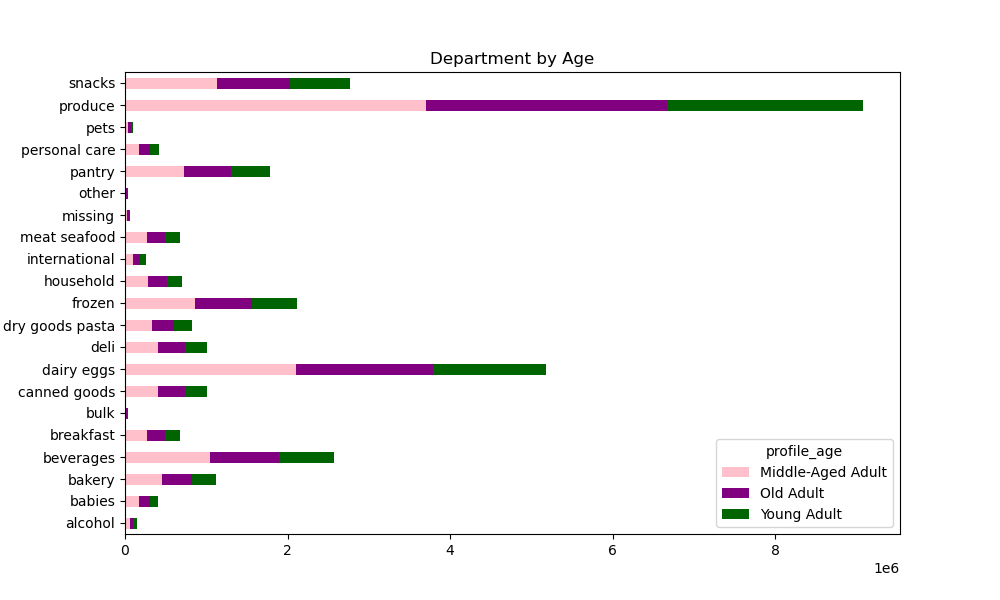 Department by Age
snacks
produce
pets
personal care
pantry
other
missing
meat seafood
international
household
frozen
dry goods pasta
deli
dairy eggs
canned goods
bulk
breakfast
beverages
bakery
babies
alcohol
profile_age
Middle-Aged Adult
Old Adult
Young Adult
0 2 4 6 8
1e6